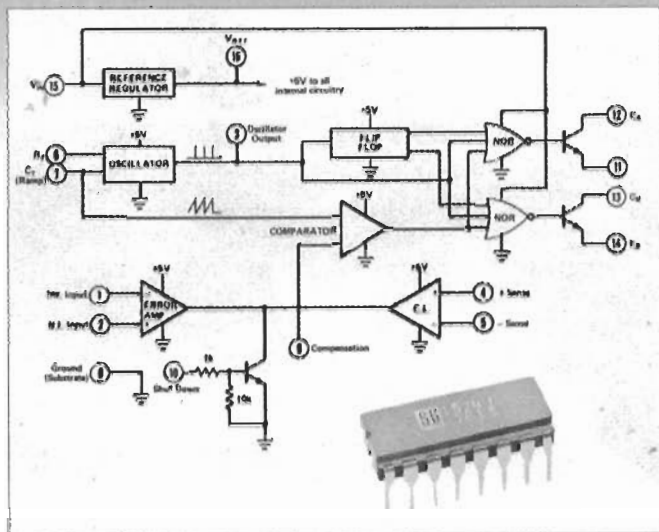 VREF
16
Vin 15
REFERENCE
REGULATOR
+5V to all
internal circuitry
12 CA
+5V
3 Oscillator
Output
+5V
FLIP
FLOP
NOR
RT 6
CT 7
(Ramp)
OSCILLATOR
11
13
+5V
NOR
COMPARATOR
14
+5V
+5V
Inv. Input 1
ERROR
AMP
C.L.
4 + Sense
N.I. Input 2
5 - Sense
9 Compensation
Ground 8
(Substrate)
10
1k
Shut Down
10k
SG